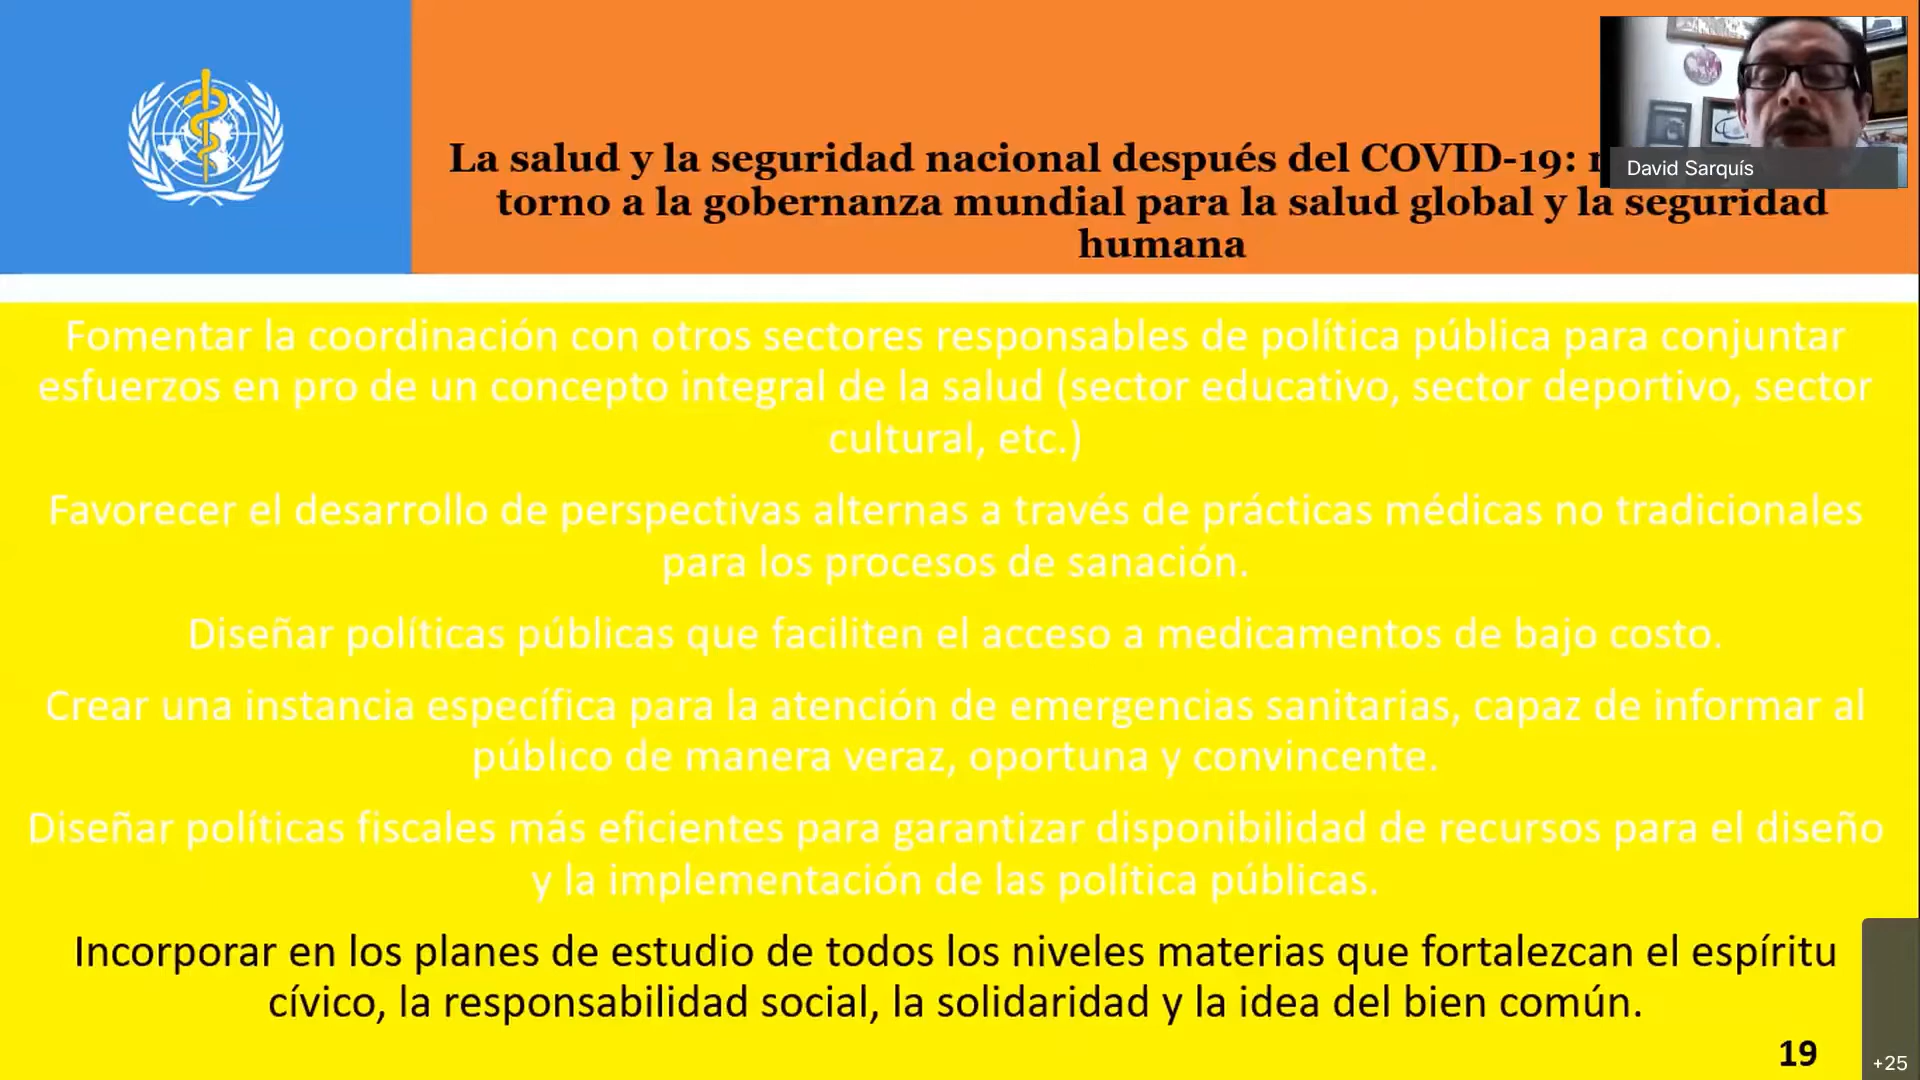 La salud y la seguridad nacional después del COVID-19:
torno a la gobernanza mundial para la salud global y la seguridad
humana
David Sarquís
Fomentar la coordinación con otros sectores responsables de política pública para conjuntar
esfuerzos en pro de un concepto integral de la salud (sector educativo, sector deportivo, sector
cultural, etc.)
Favorecer el desarrollo de perspectivas alternas a través de prácticas médicas no tradicionales
para los procesos de sanación.
Diseñar políticas públicas que faciliten el acceso a medicamentos de bajo costo.
Crear una instancia específica para la atención de emergencias sanitarias, capaz de informar al
público de manera veraz, oportuna y convincente.
Diseñar políticas fiscales más eficientes para garantizar disponibilidad de recursos para el diseño
y la implementación de las política públicas.
Incorporar en los planes de estudio de todos los niveles materias que fortalezcan el espíritu
cívico, la responsabilidad social, la solidaridad y la idea del bien común.
19
+25